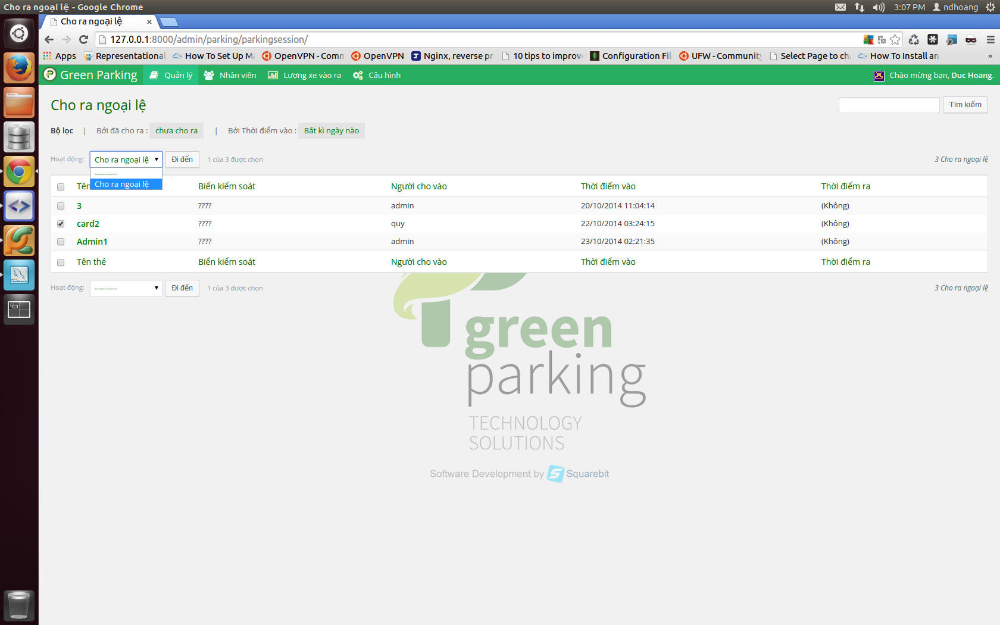 Cho ra ngoại lệ - Google Chrome
3:07 PM ndhoang
Cho ra ngoại lệ
127.0.0.1:8000/admin/parking/parkingsession/
Apps Representational How To Set Up OpenVPN - Comm OpenVPN Nginx, reverse pr 10 tips to improv Configuration Fil UFW - Community Select Page to ch How To Install an »
Green Parking Quản lý Nhân viên Lượng xe vào ra Cấu hình Chào mừng bạn, Duc Hoang.
Cho ra ngoại lệ Tìm kiếm
Bộ lọc | Bởi đã cho ra : chưa cho ra | Bởi Thời điểm vào : Bất kì ngày nào
Hoạt động: Cho ra ngoại lệ Đi đến 1 của 3 được chọn 3 Cho ra ngoại lệ
---------
Cho ra ngoại lệ
Tên Biển kiểm soát Người cho vào Thời điểm vào Thời điểm ra
3 ???? admin 20/10/2014 11:04:14 (Không)
card2 ???? quy 22/10/2014 03:24:15 (Không)
Admin1 ???? admin 23/10/2014 02:21:35 (Không)
Tên thẻ Biển kiểm soát Người cho vào Thời điểm vào Thời điểm ra
Hoạt động: --------- Đi đến 1 của 3 được chọn 3 Cho ra ngoại lệ
green
parking
TECHNOLOGY
SOLUTIONS
Software Development by Squarebit